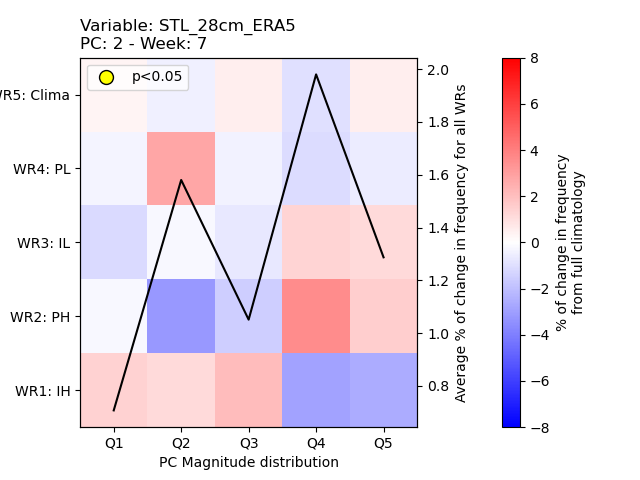 Variable: STL_28cm_ERA5
PC: 2 - Week: 7
p<0.05
WR5: Clima
WR4: PL
WR3: IL
WR2: PH
WR1: IH
Q1 Q2 Q3 Q4 Q5
PC Magnitude distribution
2.0
1.8
1.6
1.4
1.2
1.0
0.8
Average % of change in frequency for all WRs
8
6
4
2
0
−2
−4
−6
−8
% of change in frequency
from full climatology